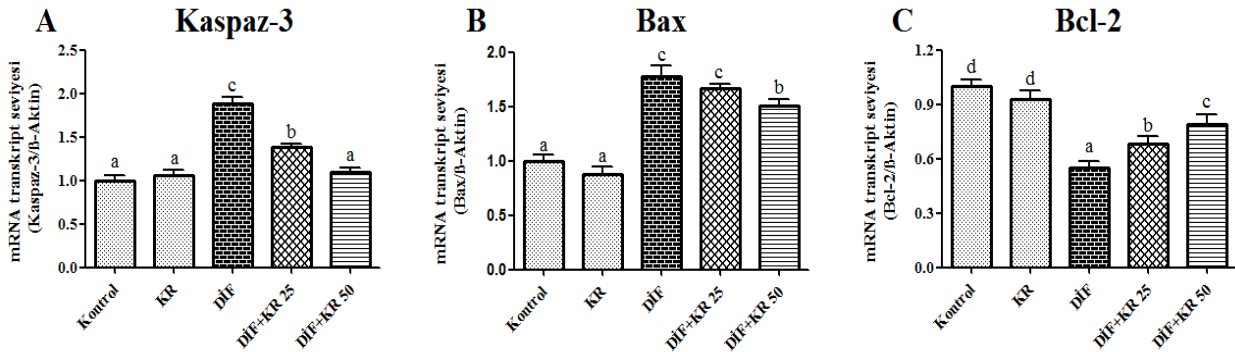 A
Kaspaz-3
mRNA transkript seviyesi
(Kaspaz-3/ß-Aktin)
2.5
2.0
1.5
1.0
0.5
0.0
a
a
c
b
a
Kontrol
KR
DİF
DİF+KR 25
DİF+KR 50
B
Bax
mRNA transkript seviyesi
(Bax/ß-Aktin)
2.0
1.5
1.0
0.5
0.0
a
a
c
c
b
Kontrol
KR
DİF
DİF+KR 25
DİF+KR 50
C
Bcl-2
mRNA transkript seviyesi
(Bcl-2/ß-Aktin)
1.2
0.9
0.6
0.3
0.0
d
d
a
b
c
Kontrol
KR
DİF
DİF+KR 25
DİF+KR 50